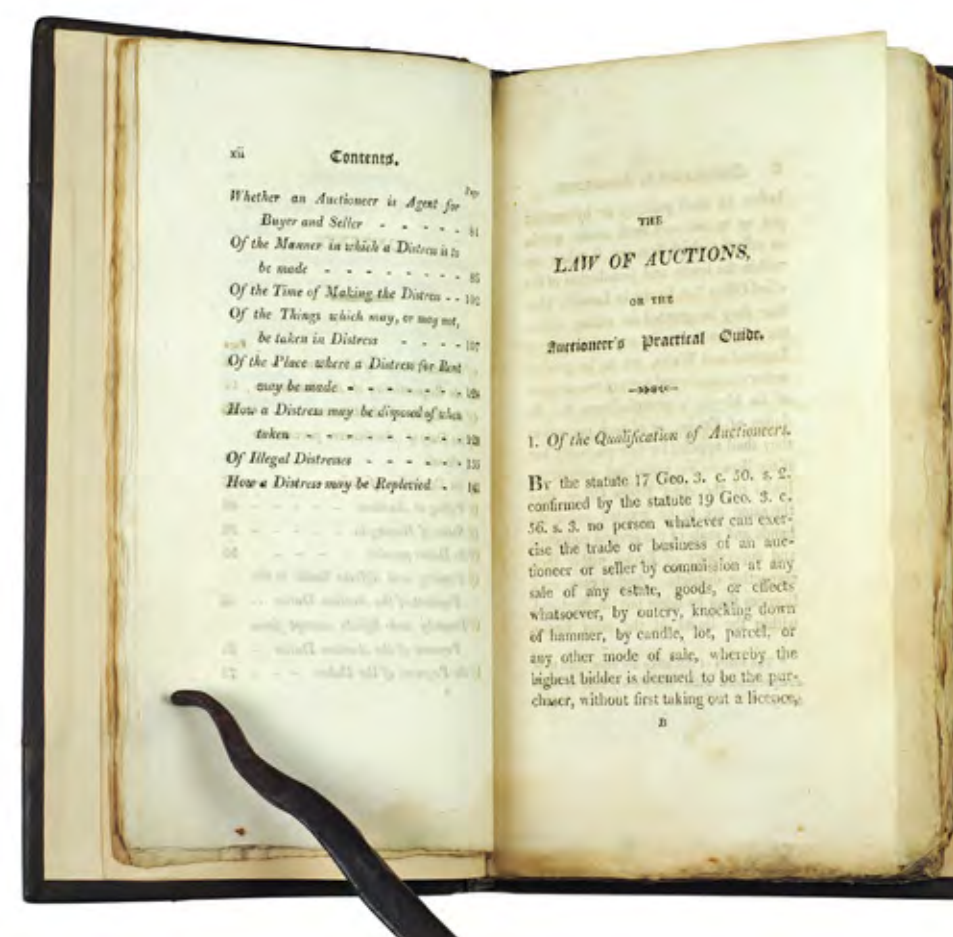 xii Contents.
Page
Whether an Auctioneer is Agent for
Buyer and Seller - - - - - 81
Of the Manner in which a Distress is to
be made - - - - - - - - 85
Of the Time of Making the Distress - - 102
Of the Things which may, or may not,
be taken in Distress - - - - 107
Of the Place where a Distress for Rent
may be made - - - - - - -
How a Distress may be disposed of when
taken - - - - - - - -
Of Illegal Distresses - - - - - - 135
How a Distress may be Replevied -
THE
LAW OF AUCTIONS,
OR THE
Auctioneer's Practical Guide.
1. Of the Qualification of Auctioneers.
By the statute 17 Geo. 3. c. 50. s. 2.
confirmed by the statute 19 Geo. 3. c.
56. s. 3. no person whatever can exer-
cise the trade or business of an auc-
tioneer or seller by commission at any
sale of any estate, goods, or effects
whatsoever, by outcry, knocking down
of hammer, by candle, lot, parcel, or
any other mode of sale, whereby the
highest bidder is deemed to be the pur-
chaser, without first taking out a licence,
B